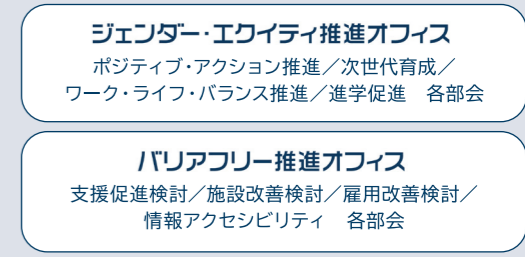 ジェンダー・エクイティ推進オフィス
ポジティブ・アクション推進／次世代育成／
ワーク・ライフ・バランス推進／進学促進　各部会
バリアフリー推進オフィス
支援促進検討／施設改善検討／雇用改善検討／
情報アクセシビリティ　各部会